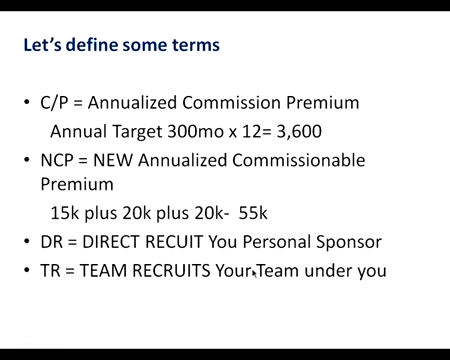 Let's define some terms
• C/P = Annualized Commission Premium
Annual Target 300mo x 12= 3,600
• NCP = NEW Annualized Commissionable
Premium
15k plus 20k plus 20k- 55k
• DR = DIRECT RECUIT You Personal Sponsor
• TR = TEAM RECRUITS Your Team under you